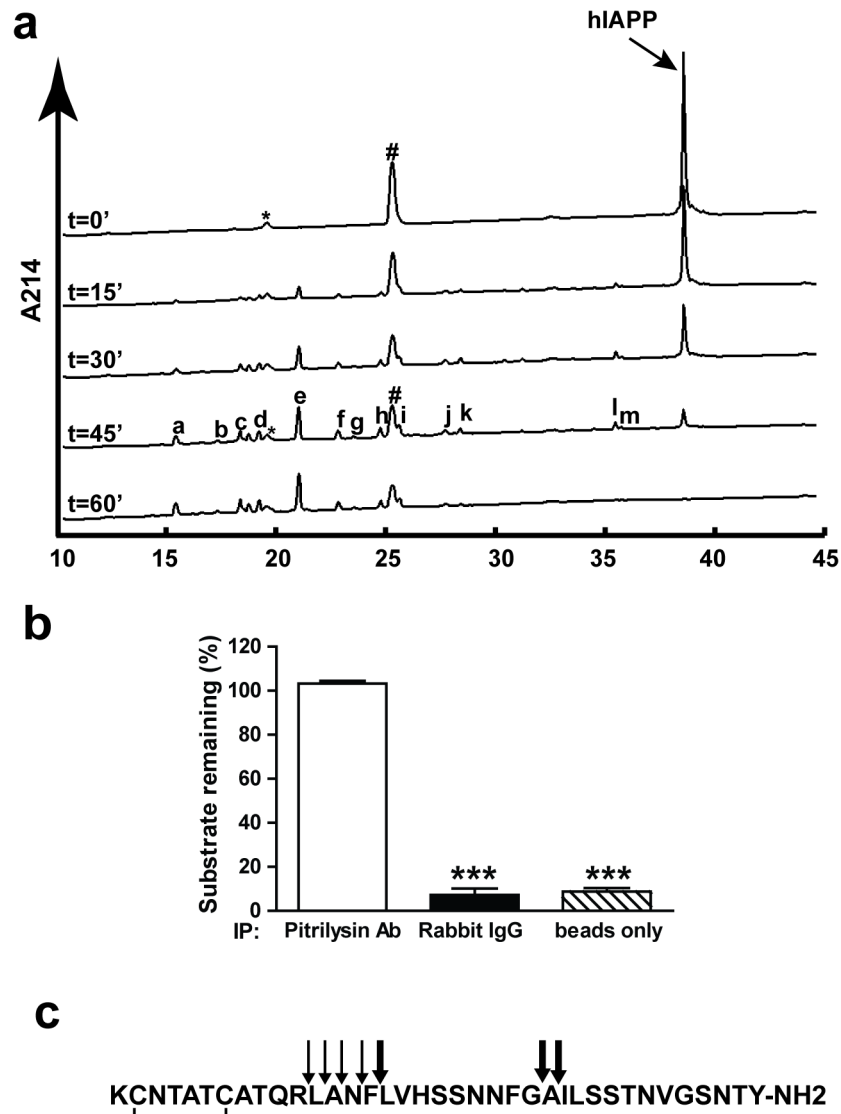 a
hIAPP
A214
#
t=0'
*
t=15'
t=30'
t=45'
a b c d * e f g h # i j k l m
t=60'
10 15 20 25 30 35 40 45
b
Substrate remaining (%)
120
100
80
60
40
20
0
*** ***
IP: Pitrilysin Ab Rabbit IgG beads only
c
KCNTATCATQRLANFLVHSSNNFGAILSSTNVGSNTY-NH2